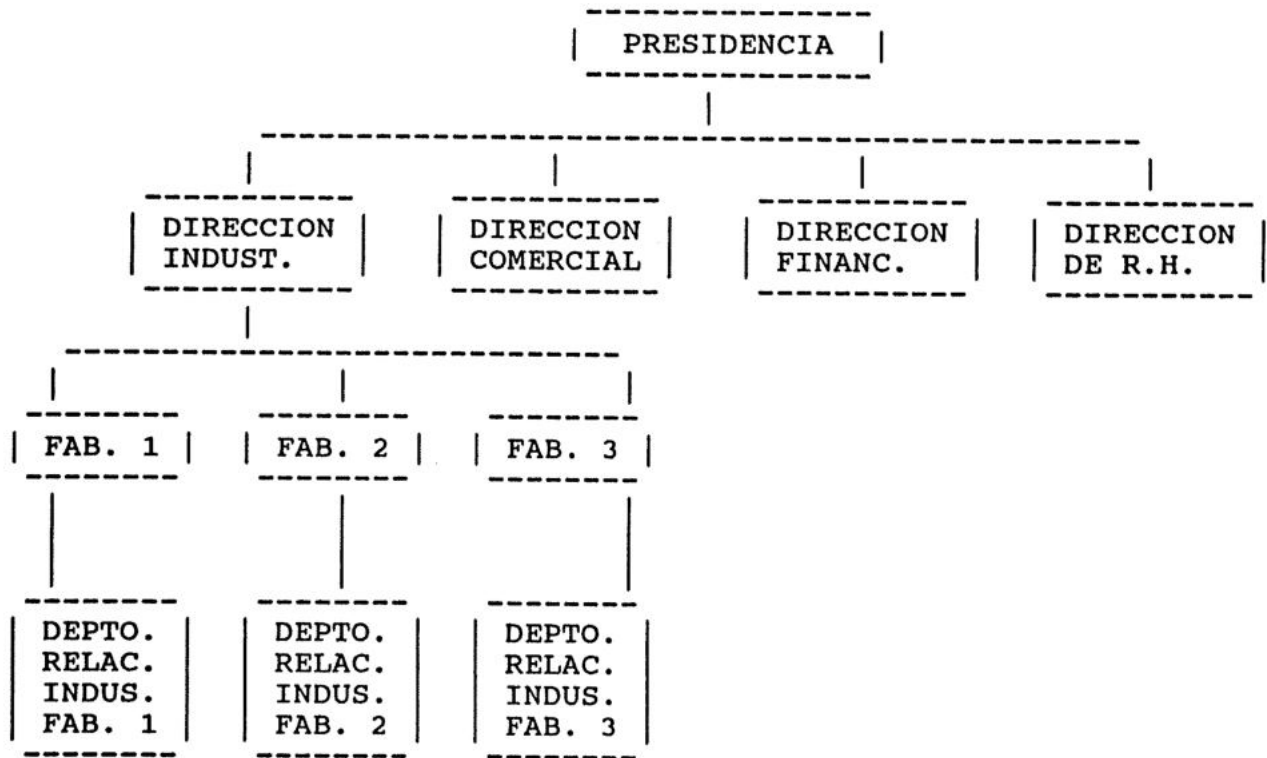 PRESIDENCIA
DIRECCION
INDUST.
DIRECCION
COMERCIAL
DIRECCION
FINANC.
DIRECCION
DE R.H.
FAB. 1
FAB. 2
FAB. 3
DEPTO.
RELAC.
INDUS.
FAB. 1
DEPTO.
RELAC.
INDUS.
FAB. 2
DEPTO.
RELAC.
INDUS.
FAB. 3